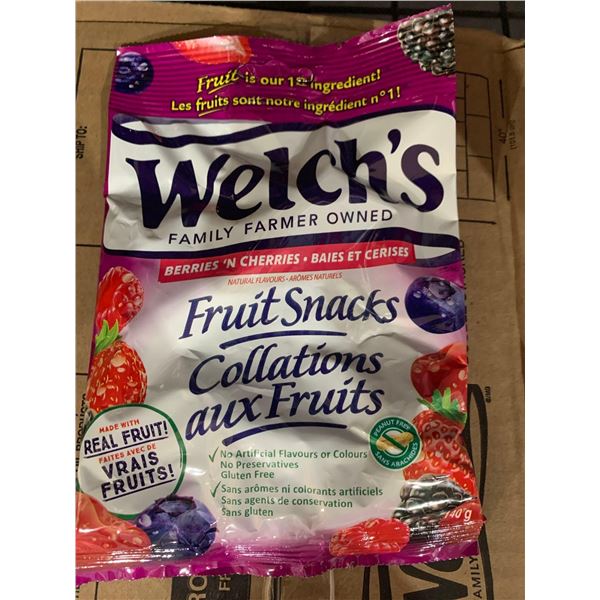 Fruit is our 1st ingredient!
Les fruits sont notre ingrédient n°1!
Welch's
FAMILY FARMER OWNED
BERRIES 'N CHERRIES • BAIES ET CERISES
NATURAL FLAVOURS • ARÔMES NATURELS
Fruit Snacks
Collations
aux Fruits
MADE WITH
REAL FRUIT!
FAITES AVEC DE
VRAIS
FRUITS!
✓ No Artificial Flavours or Colours
No Preservatives
Gluten Free
✓ Sans arômes ni colorants artificiels
Sans agents de conservation
Sans gluten
PEANUT FREE
SANS ARACHIDES
140 g
SHIP TO:
40"
FAMILY